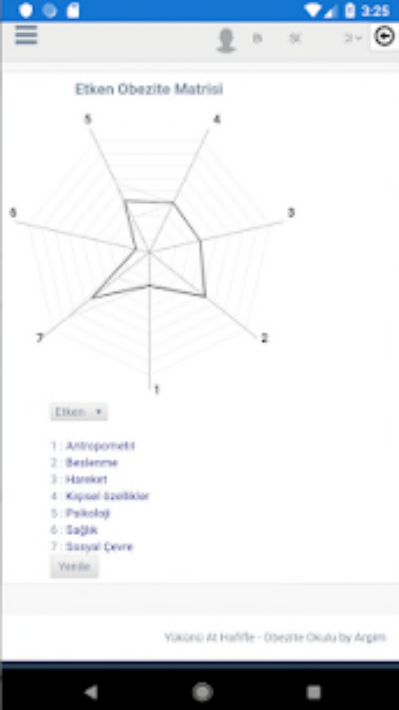 3:25
Etken Obezite Matrisi
5
4
6
3
7
2
1
Etken
1 : Antropometri
2 : Beslenme
3 : Hareket
4 : Kişisel özellikler
5 : Psikoloji
6 : Sağlık
7 : Sosyal Çevre
Yenile
Yükünü At Hafifle - Obezite Okulu by Argim